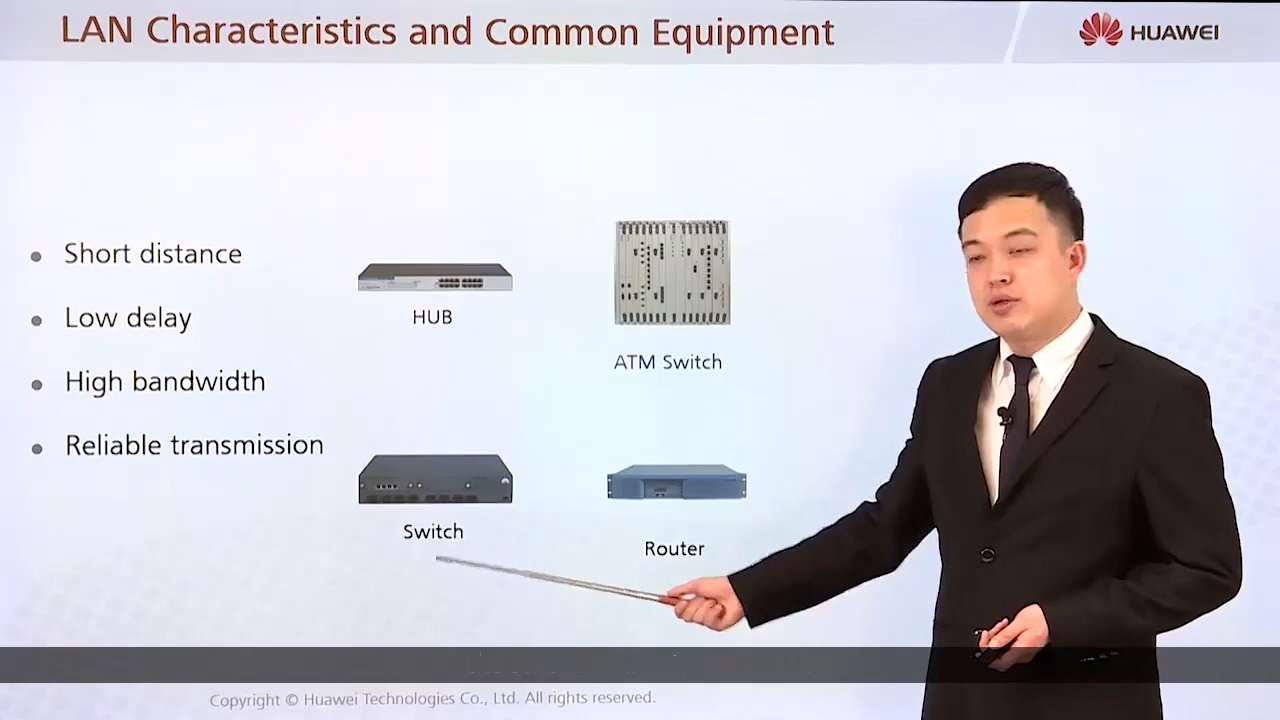 LAN Characteristics and Common Equipment
HUAWEI
Short distance
Low delay
High bandwidth
Reliable transmission
HUB
ATM Switch
Switch
Router
Copyright © Huawei Technologies Co., Ltd. All rights reserved.